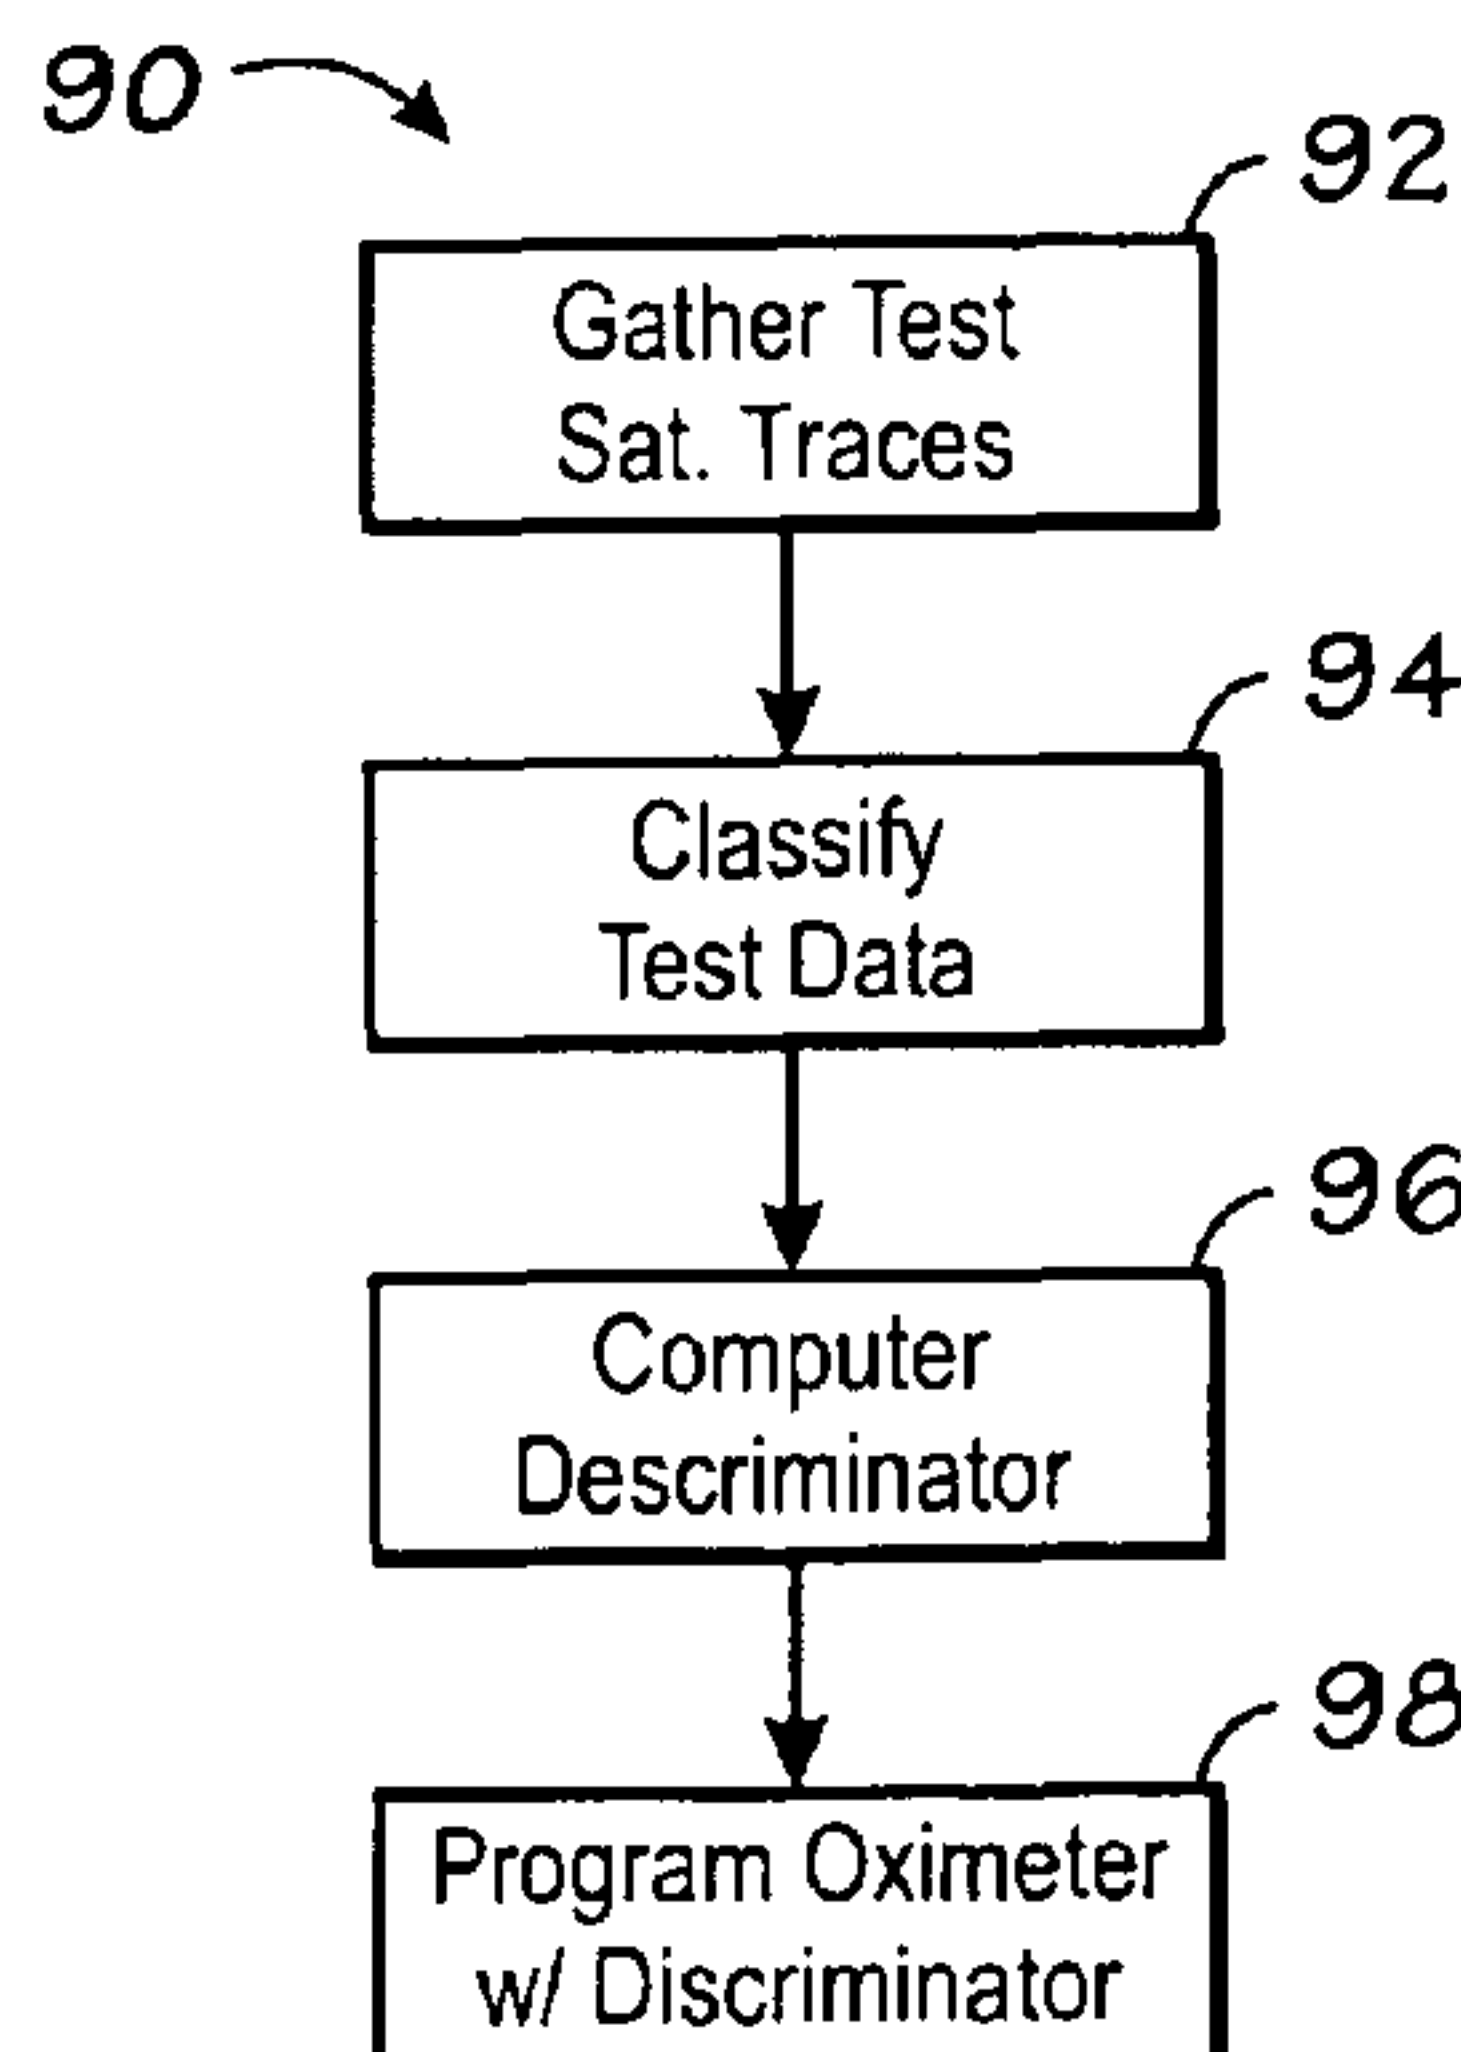 90
92
Gather Test
Sat. Traces
94
Classify
Test Data
96
Computer
Descriminator
98
Program Oximeter
w/ Discriminator